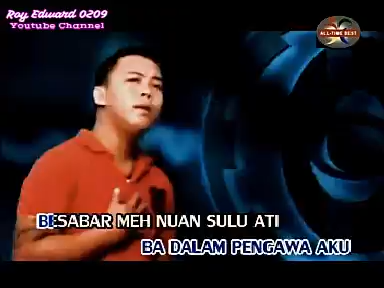 Roy Edward 0209
Youtube Channel
ALL-TIME BEST
BESABAR MEH NUAN SULU ATI
BA DALAM PENGAWA AKU